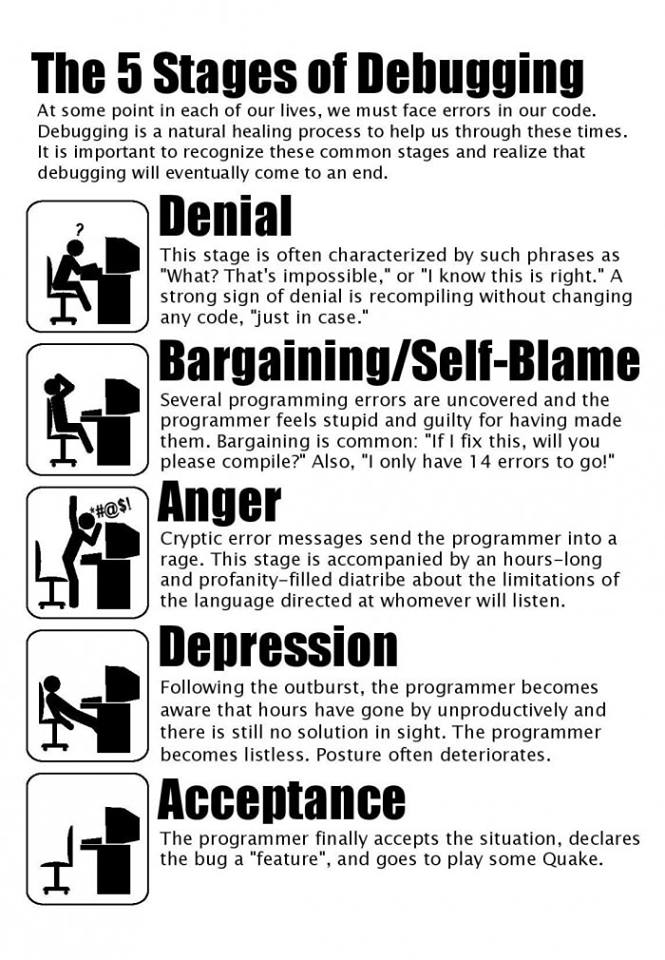 The 5 Stages of Debugging
At some point in each of our lives, we must face errors in our code.
Debugging is a natural healing process to help us through these times.
It is important to recognize these common stages and realize that
debugging will eventually come to an end.
?
Denial
This stage is often characterized by such phrases as
"What? That's impossible," or "I know this is right." A
strong sign of denial is recompiling without changing
any code, "just in case."
Bargaining/Self-Blame
Several programming errors are uncovered and the
programmer feels stupid and guilty for having made
them. Bargaining is common: "If I fix this, will you
please compile?" Also, "I only have 14 errors to go!"
*#@$!
Anger
Cryptic error messages send the programmer into a
rage. This stage is accompanied by an hours-long
and profanity-filled diatribe about the limitations of
the language directed at whomever will listen.
Depression
Following the outburst, the programmer becomes
aware that hours have gone by unproductively and
there is still no solution in sight. The programmer
becomes listless. Posture often deteriorates.
Acceptance
The programmer finally accepts the situation, declares
the bug a "feature", and goes to play some Quake.